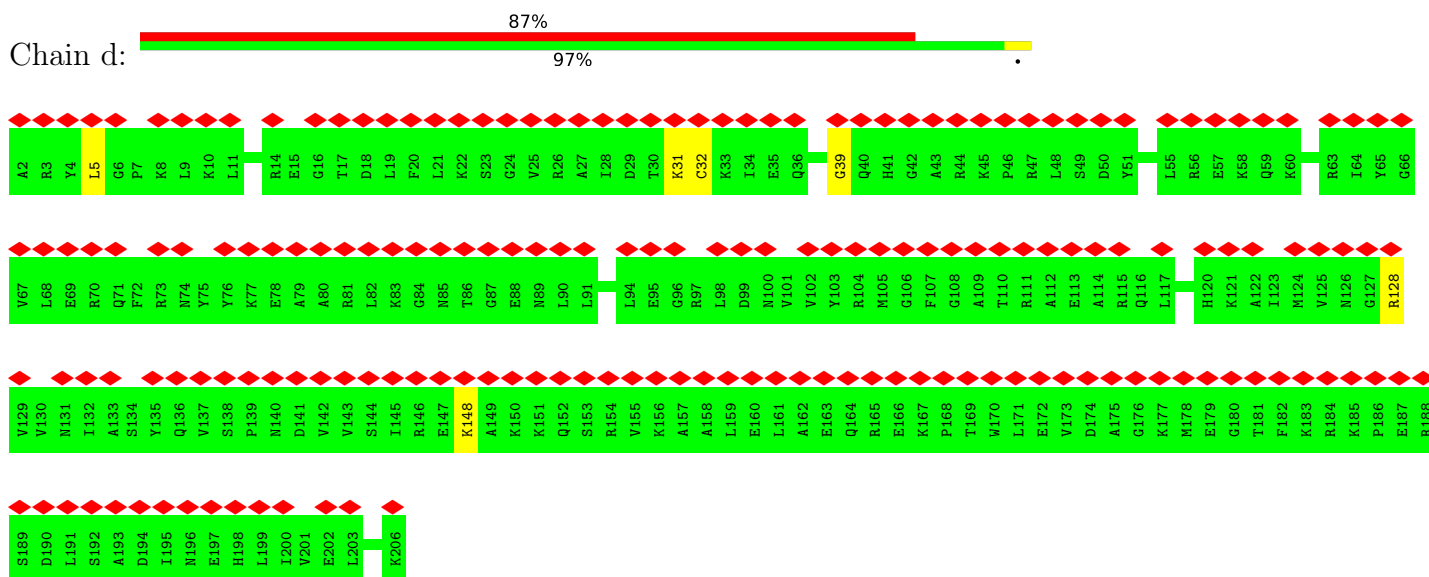 87%
Chain d:
97% •
A2 R3 Y4 L5 G6 P7 K8 L9 K10 L11 R14 E15 G16 T17 D18 L19 F20 L21 K22 S23 G24 V25 R26 A27 I28 D29 T30 K31 C32 K33 I34 E35 Q36 G39 Q40 H41 G42 A43 R44 K45 P46 R47 L48 S49 D50 Y51 L55 R56 E57 K58 Q59 K60 R63 I64 Y65 G66
V67 L68 E69 R70 Q71 F72 R73 N74 Y75 Y76 K77 E78 A79 A80 R81 L82 K83 G84 N85 T86 G87 E88 N89 L90 L91 L94 E95 G96 R97 L98 D99 N100 V101 V102 Y103 R104 M105 G106 F107 G108 A109 T110 R111 A112 E113 A114 R115 Q116 L117 H120 K121 A122 I123 M124 V125 N126 G127 R128
V129 V130 N131 I132 A133 S134 Y135 Q136 V137 S138 P139 N140 D141 V142 V143 S144 I145 R146 E147 K148 A149 K150 K151 Q152 S153 R154 V155 K156 A157 A158 L159 E160 L161 A162 E163 Q164 R165 E166 K167 P168 T169 W170 L171 E172 V173 D174 A175 G176 K177 M178 E179 G180 T181 F182 K183 R184 K185 P186 E187 R188
S189 D190 L191 S192 A193 D194 I195 N196 E197 H198 L199 I200 V201 E202 L203 K206